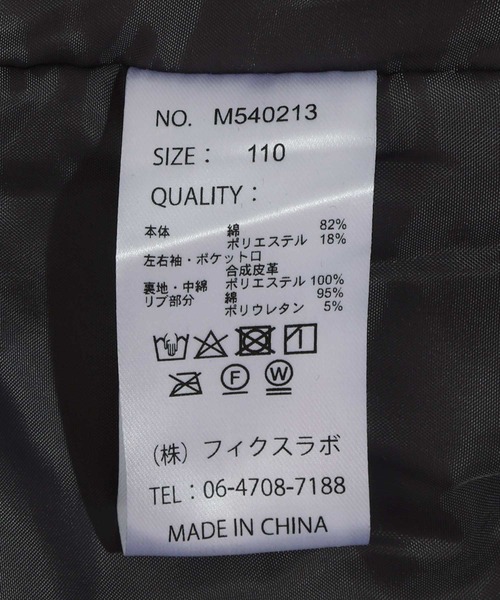 NO. M540213
SIZE： 110
QUALITY：
本体 綿 82%
ポリエステル 18%
左右袖・ポケット口
合成皮革
裏地・中綿 ポリエステル 100%
リブ部分 綿 95%
ポリウレタン 5%
F W
(株) フィクスラボ
TEL：06-4708-7188
MADE IN CHINA